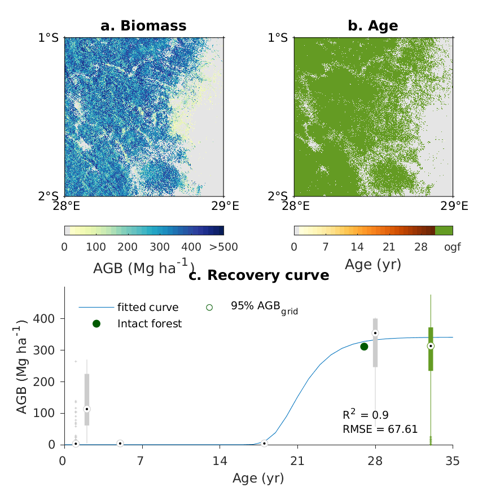 a. Biomass
b. Age
1°S
1°S
2°S
2°S
28°E
29°E
28°E
29°E
0 100 200 300 400 >500
0 7 14 21 28 ogf
AGB (Mg ha⁻¹)
Age (yr)
c. Recovery curve
fitted curve
95% AGB_grid
Intact forest
400
300
200
100
0
AGB (Mg ha⁻¹)
R² = 0.9
RMSE = 67.61
0 7 14 21 28 35
Age (yr)